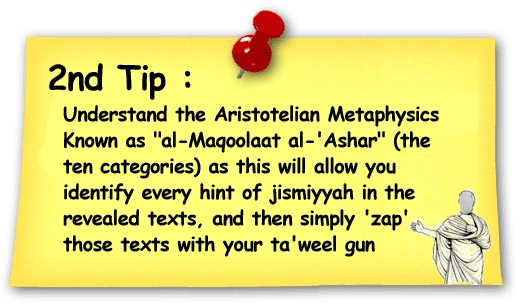 2nd Tip :
Understand the Aristotelian Metaphysics
Known as "al-Maqoolaat al-'Ashar" (the
ten categories) as this will allow you
identify every hint of jismiyyah in the
revealed texts, and then simply 'zap'
those texts with your ta'weel gun